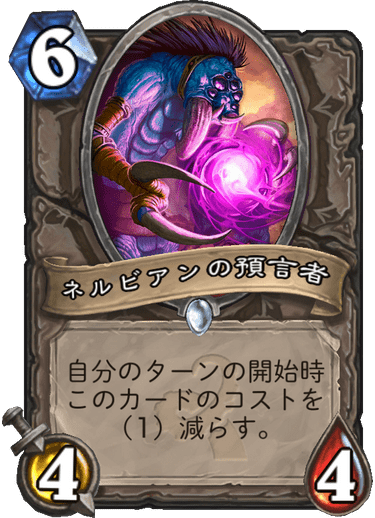 6
ネルビアンの預言者
自分のターンの開始時
このカードのコストを
（1）減らす。
4
4